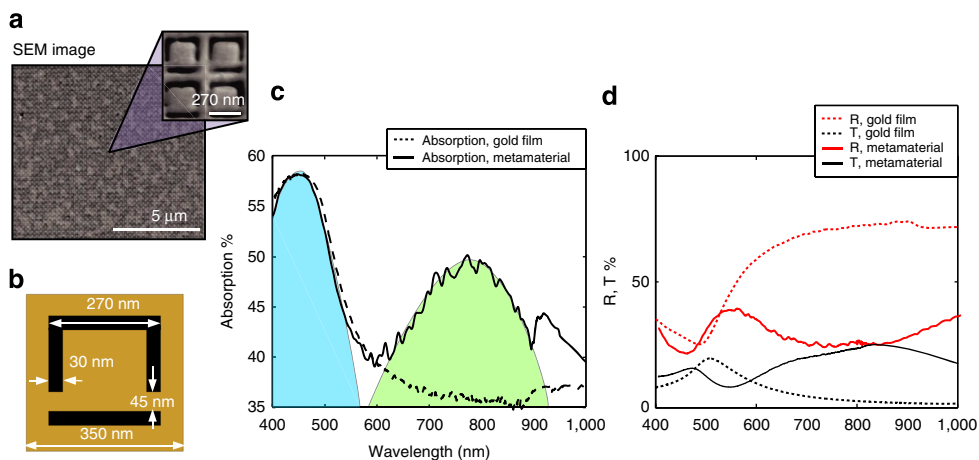 a
SEM image
270 nm
5 μm
b
270 nm
30 nm
45 nm
350 nm
c
Absorption, gold film
Absorption, metamaterial
60
55
50
45
40
35
Absorption %
400 500 600 700 800 900 1,000
Wavelength (nm)
d
R, gold film
T, gold film
R, metamaterial
T, metamaterial
100
50
0
R, T %
400 500 600 700 800 900 1,000